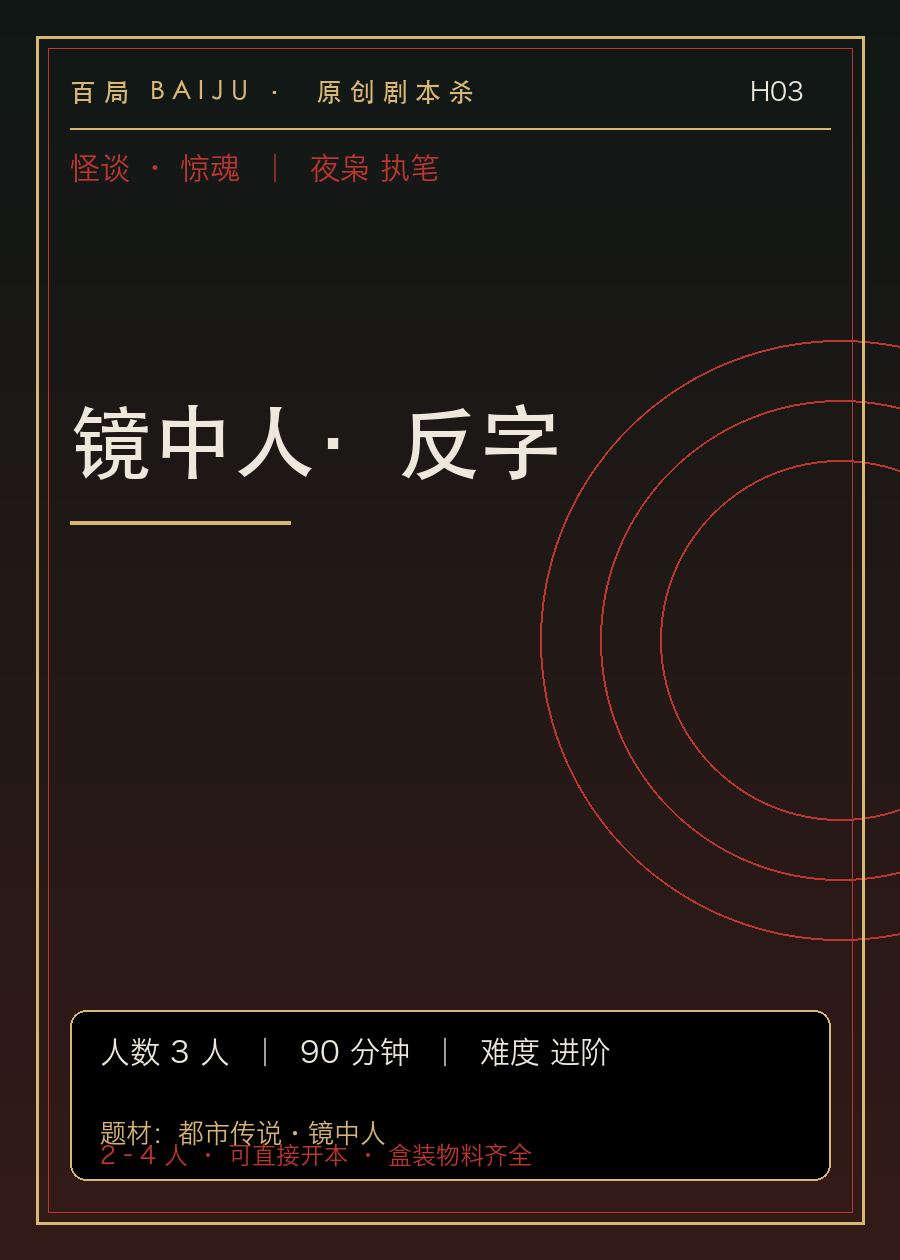 百局 BAIJU · 原创剧本杀 H03
怪谈 · 惊魂 | 夜枭 执笔
镜中人· 反字
人数 3 人 | 90 分钟 | 难度 进阶
题材: 都市传说·镜中人
2-4 人 · 可直接开本 · 盒装物料齐全